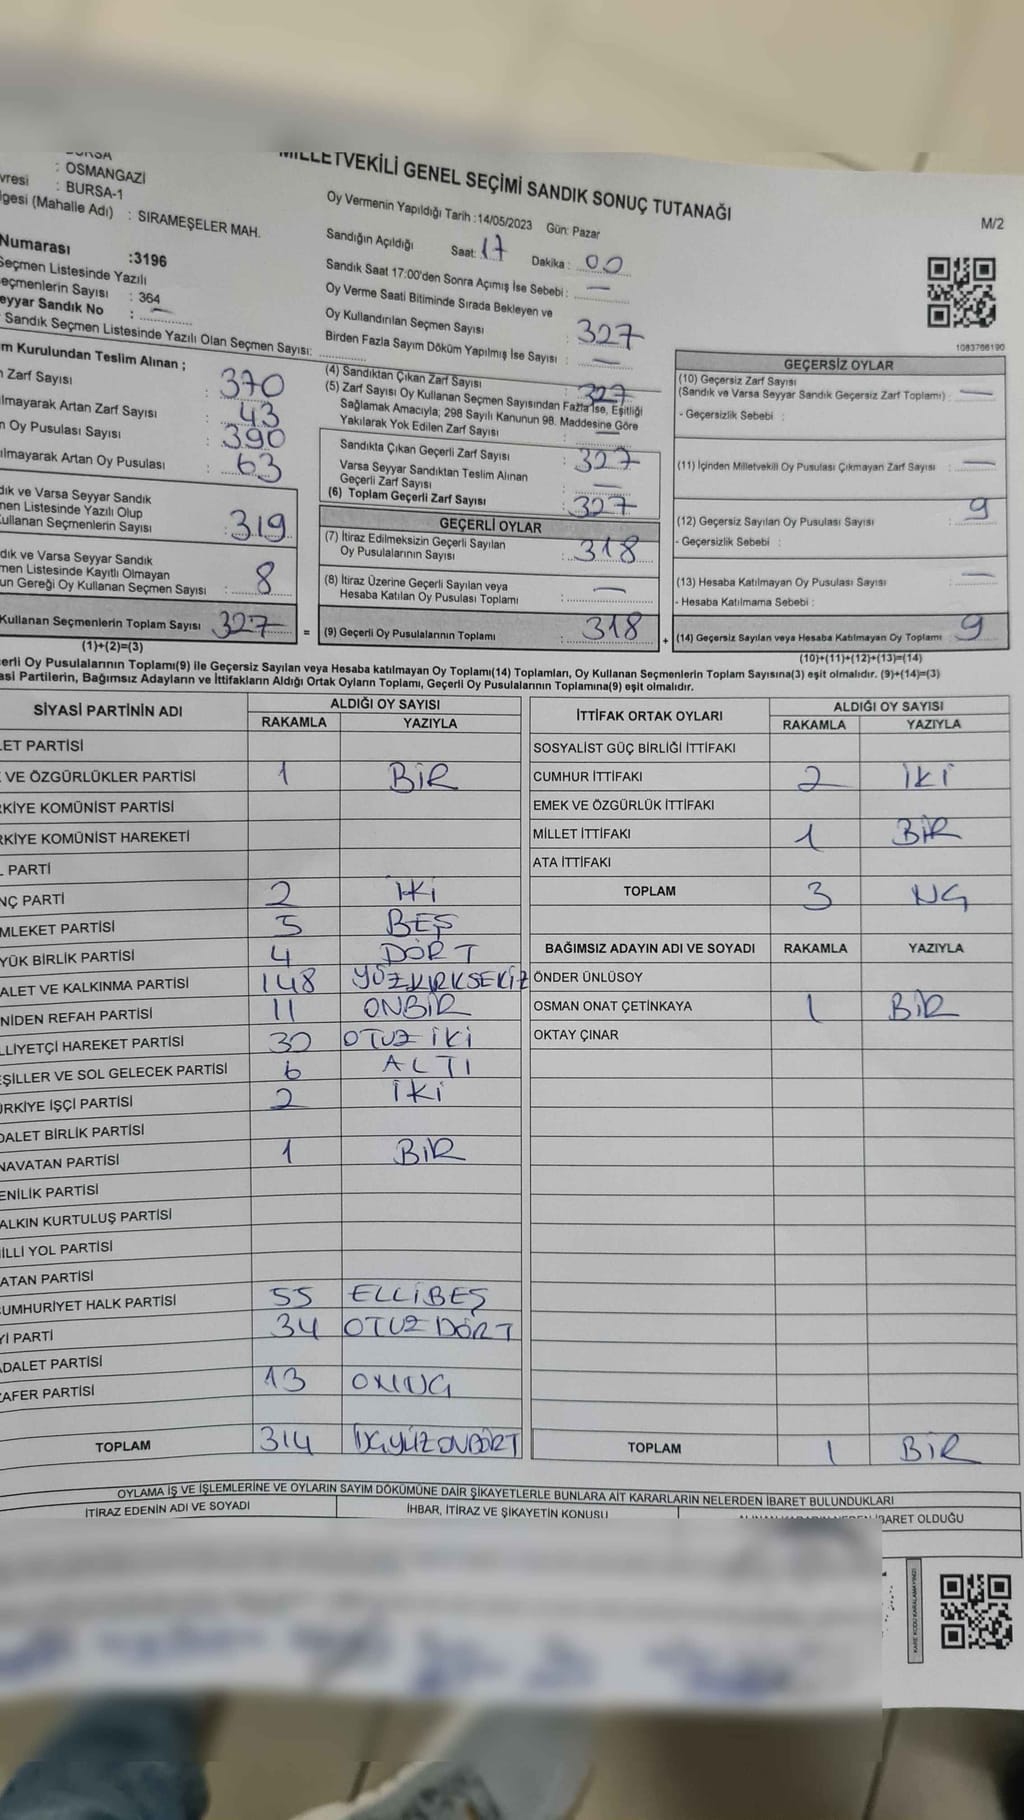 BURSA
: OSMANGAZİ
vresi : BURSA-1
lgesi (Mahalle Adı) : SIRAMEŞELER MAH.
MİLLETVEKİLİ GENEL SEÇİMİ SANDIK SONUÇ TUTANAĞI
M/2
Oy Vermenin Yapıldığı Tarih :14/05/2023 Gün: Pazar
Sandığın Açıldığı Saat: 17 Dakika : 00
Sandık Saat 17:00'den Sonra Açımış İse Sebebi : —
Oy Verme Saati Bitiminde Sırada Bekleyen ve
Oy Kullandırılan Seçmen Sayısı 327
Birden Fazla Sayım Döküm Yapılmış İse Sayısı : —
Numarası :3196
Seçmen Listesinde Yazılı
eçmenlerin Sayısı : 364
eyyar Sandık No : —
Sandık Seçmen Listesinde Yazılı Olan Seçmen Sayısı:
m Kurulundan Teslim Alınan ;
n Zarf Sayısı : 370
lmayarak Artan Zarf Sayısı : 43
n Oy Pusulası Sayısı : 390
ılmayarak Artan Oy Pusulası : 63
dık ve Varsa Seyyar Sandık
men Listesinde Yazılı Olup
ullanan Seçmenlerin Sayısı : 319
dık ve Varsa Seyyar Sandık
men Listesinde Kayıtlı Olmayan
un Gereği Oy Kullanan Seçmen Sayısı : 8
Kullanan Seçmenlerin Toplam Sayısı 327
(1)+(2)=(3)
(4) Sandıktan Çıkan Zarf Sayısı : 327
(5) Zarf Sayısı Oy Kullanan Seçmen Sayısından Fazla İse, Eşitliği
Sağlamak Amacıyla; 298 Sayılı Kanunun 98. Maddesine Göre
Yakılarak Yok Edilen Zarf Sayısı : —
Sandıkta Çıkan Geçerli Zarf Sayısı : 327
Varsa Seyyar Sandıktan Teslim Alınan
Geçerli Zarf Sayısı : —
(6) Toplam Geçerli Zarf Sayısı : 327
GEÇERLİ OYLAR
(7) İtiraz Edilmeksizin Geçerli Sayılan
Oy Pusulalarının Sayısı : 318
(8) İtiraz Üzerine Geçerli Sayılan veya
Hesaba Katılan Oy Pusulası Toplamı : —
= (9) Geçerli Oy Pusulalarının Toplamı : 318 +
1083766190
GEÇERSİZ OYLAR
(10) Geçersiz Zarf Sayısı
(Sandık ve Varsa Seyyar Sandık Geçersiz Zarf Toplamı) : —
- Geçersizlik Sebebi :
(11) İçinden Milletvekili Oy Pusulası Çıkmayan Zarf Sayısı : —
(12) Geçersiz Sayılan Oy Pusulası Sayısı : 9
- Geçersizlik Sebebi :
(13) Hesaba Katılmayan Oy Pusulası Sayısı : —
- Hesaba Katılmama Sebebi :
(14) Geçersiz Sayılan veya Hesaba Katılmayan Oy Toplamı : 9
(10)+(11)+(12)+(13)=(14)
erli Oy Pusulalarının Toplamı(9) ile Geçersiz Sayılan veya Hesaba katılmayan Oy Toplamı(14) Toplamları, Oy Kullanan Seçmenlerin Toplam Sayısına(3) eşit olmalıdır. (9)+(14)=(3)
asi Partilerin, Bağımsız Adayların ve İttifakların Aldığı Ortak Oyların Toplamı, Geçerli Oy Pusulalarının Toplamına(9) eşit olmalıdır.
SİYASİ PARTİNİN ADI ALDIĞI OY SAYISI
RAKAMLA YAZIYLA
LET PARTİSİ
VE ÖZGÜRLÜKLER PARTİSİ 1 BİR
RKİYE KOMÜNİST PARTİSİ
RKİYE KOMÜNİST HAREKETİ
L PARTİ
NÇ PARTİ 2 İKİ
MLEKET PARTİSİ 5 BEŞ
YÜK BİRLİK PARTİSİ 4 DÖRT
ALET VE KALKINMA PARTİSİ 148 YÜZKIRKSEKİZ
NİDEN REFAH PARTİSİ 11 ONBİR
LLİYETÇİ HAREKET PARTİSİ 30 OTUZ İKİ
EŞİLLER VE SOL GELECEK PARTİSİ 6 ALTI
ÜRKİYE İŞÇİ PARTİSİ 2 İKİ
DALET BİRLİK PARTİSİ
NAVATAN PARTİSİ 1 BİR
ENİLİK PARTİSİ
ALKIN KURTULUŞ PARTİSİ
İLLİ YOL PARTİSİ
ATAN PARTİSİ
CUMHURİYET HALK PARTİSİ 55 ELLİBEŞ
Yİ PARTİ 34 OTUZ DÖRT
ADALET PARTİSİ
ZAFER PARTİSİ 13 ONÜÇ
TOPLAM 314 ÜÇYÜZONDÖRT
İTTİFAK ORTAK OYLARI ALDIĞI OY SAYISI
RAKAMLA YAZIYLA
SOSYALİST GÜÇ BİRLİĞİ İTTİFAKI
CUMHUR İTTİFAKI 2 İKİ
EMEK VE ÖZGÜRLÜK İTTİFAKI
MİLLET İTTİFAKI 1 BİR
ATA İTTİFAKI
TOPLAM 3 ÜÇ
BAĞIMSIZ ADAYIN ADI VE SOYADI RAKAMLA YAZIYLA
ÖNDER ÜNLÜSOY
OSMAN ONAT ÇETİNKAYA 1 BİR
OKTAY ÇINAR
TOPLAM 1 BİR
OYLAMA İŞ VE İŞLEMLERİNE VE OYLARIN SAYIM DÖKÜMÜNE DAİR ŞİKAYETLERLE BUNLARA AİT KARARLARIN NELERDEN İBARET BULUNDUKLARI
İTİRAZ EDENİN ADI VE SOYADI İHBAR, İTİRAZ VE ŞİKAYETİN KONUSU ALINAN KARARIN NEDEN İBARET OLDUĞU
KARE KODU KARALAMAYINIZ!